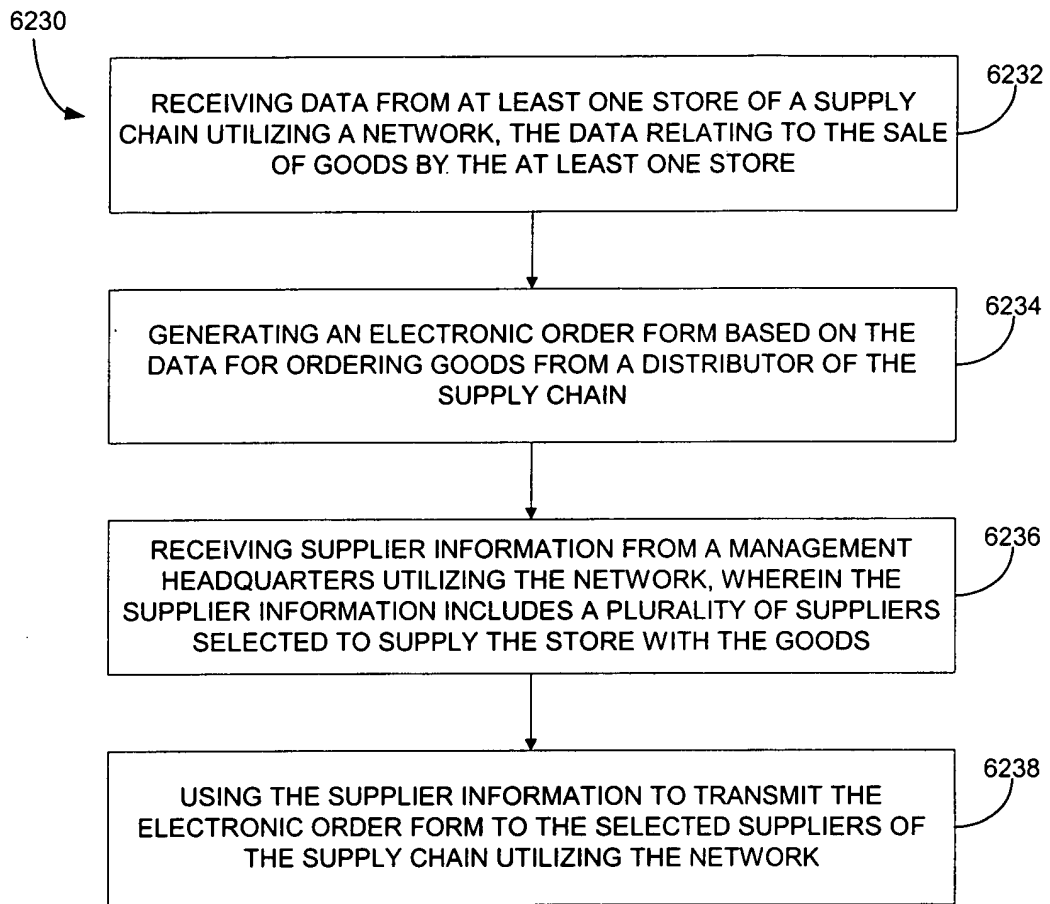 6230
6232
RECEIVING DATA FROM AT LEAST ONE STORE OF A SUPPLY
CHAIN UTILIZING A NETWORK, THE DATA RELATING TO THE SALE
OF GOODS BY THE AT LEAST ONE STORE
6234
GENERATING AN ELECTRONIC ORDER FORM BASED ON THE
DATA FOR ORDERING GOODS FROM A DISTRIBUTOR OF THE
SUPPLY CHAIN
6236
RECEIVING SUPPLIER INFORMATION FROM A MANAGEMENT
HEADQUARTERS UTILIZING THE NETWORK, WHEREIN THE
SUPPLIER INFORMATION INCLUDES A PLURALITY OF SUPPLIERS
SELECTED TO SUPPLY THE STORE WITH THE GOODS
6238
USING THE SUPPLIER INFORMATION TO TRANSMIT THE
ELECTRONIC ORDER FORM TO THE SELECTED SUPPLIERS OF
THE SUPPLY CHAIN UTILIZING THE NETWORK